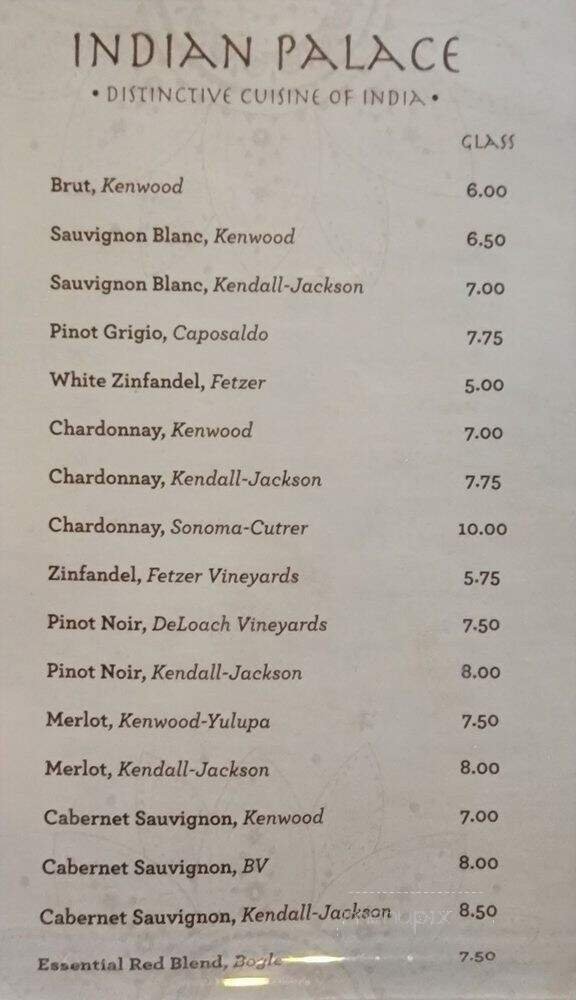 INDIAN PALACE
• DISTINCTIVE CUISINE OF INDIA •
GLASS
Brut, Kenwood 6.00
Sauvignon Blanc, Kenwood 6.50
Sauvignon Blanc, Kendall-Jackson 7.00
Pinot Grigio, Caposaldo 7.75
White Zinfandel, Fetzer 5.00
Chardonnay, Kenwood 7.00
Chardonnay, Kendall-Jackson 7.75
Chardonnay, Sonoma-Cutrer 10.00
Zinfandel, Fetzer Vineyards 5.75
Pinot Noir, DeLoach Vineyards 7.50
Pinot Noir, Kendall-Jackson 8.00
Merlot, Kenwood-Yulupa 7.50
Merlot, Kendall-Jackson 8.00
Cabernet Sauvignon, Kenwood 7.00
Cabernet Sauvignon, BV 8.00
Cabernet Sauvignon, Kendall-Jackson 8.50
menupix
Essential Red Blend, Bogle 7.50